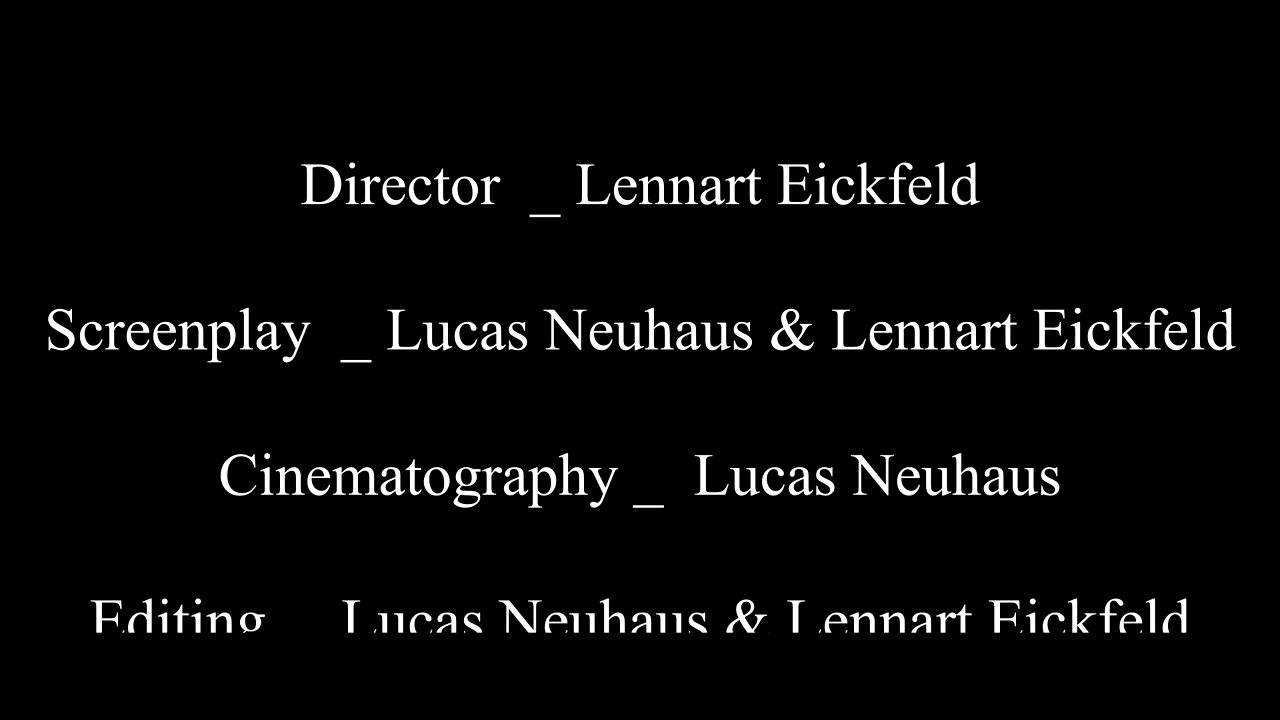 Director _ Lennart Eickfeld
Screenplay _ Lucas Neuhaus & Lennart Eickfeld
Cinematography _ Lucas Neuhaus
Editing Lucas Neuhaus & Lennart Eickfeld